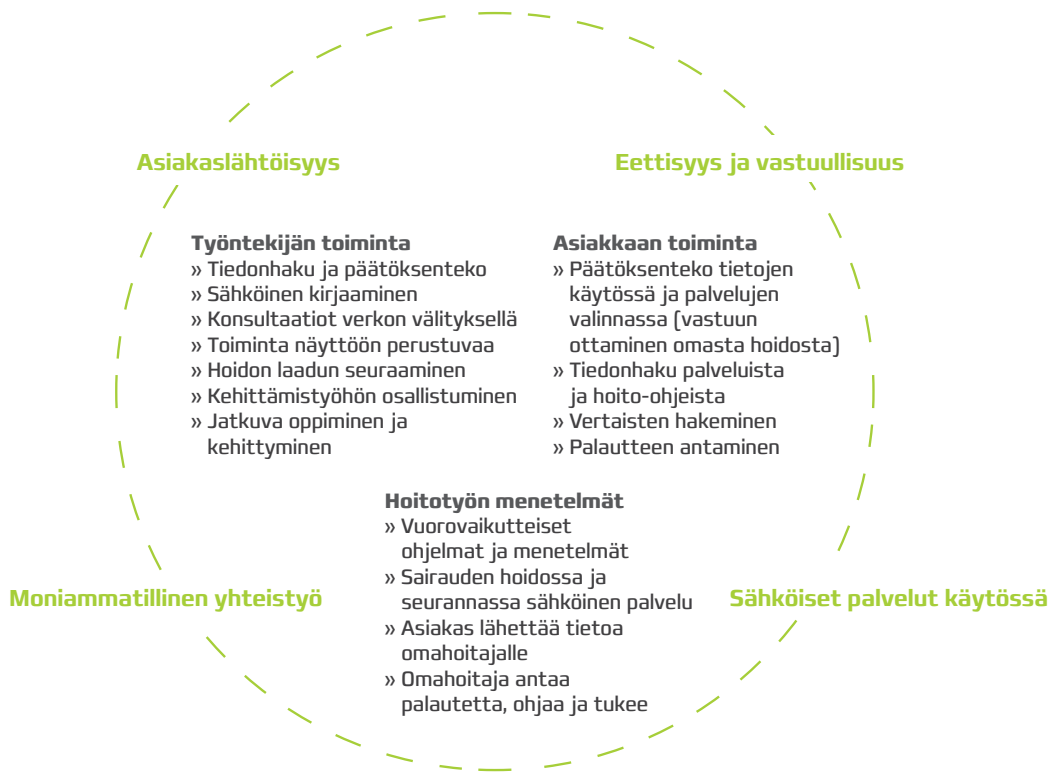 Asiakaslähtöisyys
Eettisyys ja vastuullisuus
Työntekijän toiminta
» Tiedonhaku ja päätöksenteko
» Sähköinen kirjaaminen
» Konsultaatiot verkon välityksellä
» Toiminta näyttöön perustuvaa
» Hoidon laadun seuraaminen
» Kehittämistyöhön osallistuminen
» Jatkuva oppiminen ja
kehittyminen
Asiakkaan toiminta
» Päätöksenteko tietojen
käytössä ja palvelujen
valinnassa (vastuun
ottaminen omasta hoidosta)
» Tiedonhaku palveluista
ja hoito-ohjeista
» Vertaisten hakeminen
» Palautteen antaminen
Hoitotyön menetelmät
» Vuorovaikutteiset
ohjelmat ja menetelmät
» Sairauden hoidossa ja
seurannassa sähköinen palvelu
» Asiakas lähettää tietoa
omahoitajalle
» Omahoitaja antaa
palautetta, ohjaa ja tukee
Moniammatillinen yhteistyö
Sähköiset palvelut käytössä